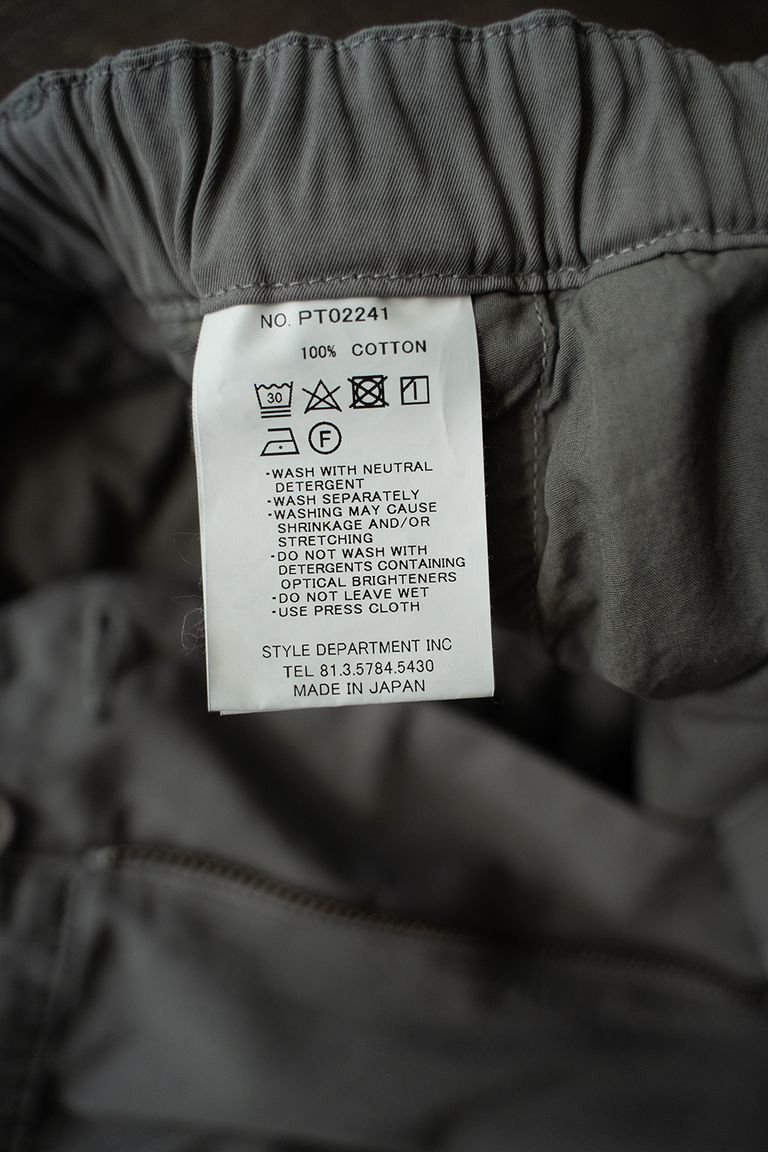 NO. PT02241
100% COTTON
30
F
-WASH WITH NEUTRAL
DETERGENT
-WASH SEPARATELY
-WASHING MAY CAUSE
SHRINKAGE AND/OR
STRETCHING
-DO NOT WASH WITH
DETERGENTS CONTAINING
OPTICAL BRIGHTENERS
-DO NOT LEAVE WET
-USE PRESS CLOTH
STYLE DEPARTMENT INC
TEL 81.3.5784.5430
MADE IN JAPAN